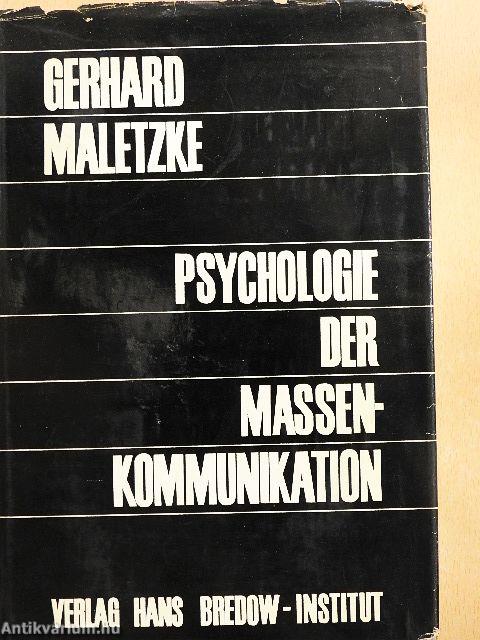 GERHARD
MALETZKE
PSYCHOLOGIE
DER
MASSEN-
KOMMUNIKATION
VERLAG HANS BREDOW-INSTITUT
Antikvarium.hu